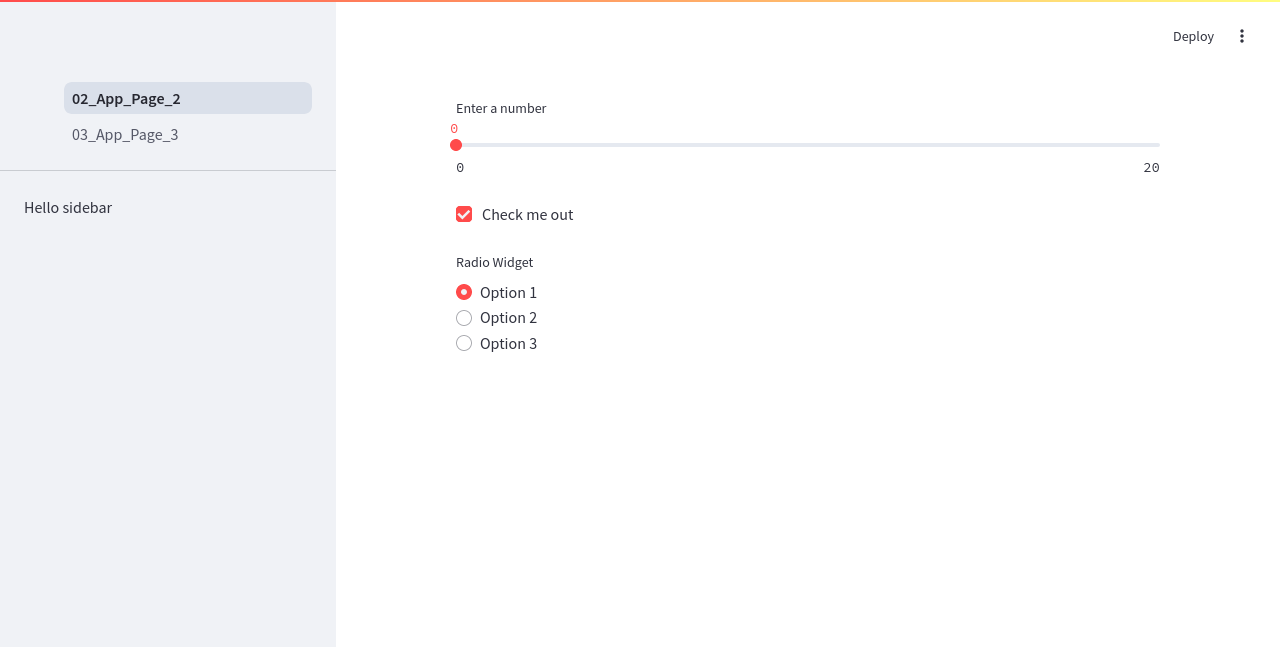 Deploy
02_App_Page_2
03_App_Page_3
Hello sidebar
Enter a number
0
0 20
Check me out
Radio Widget
Option 1
Option 2
Option 3